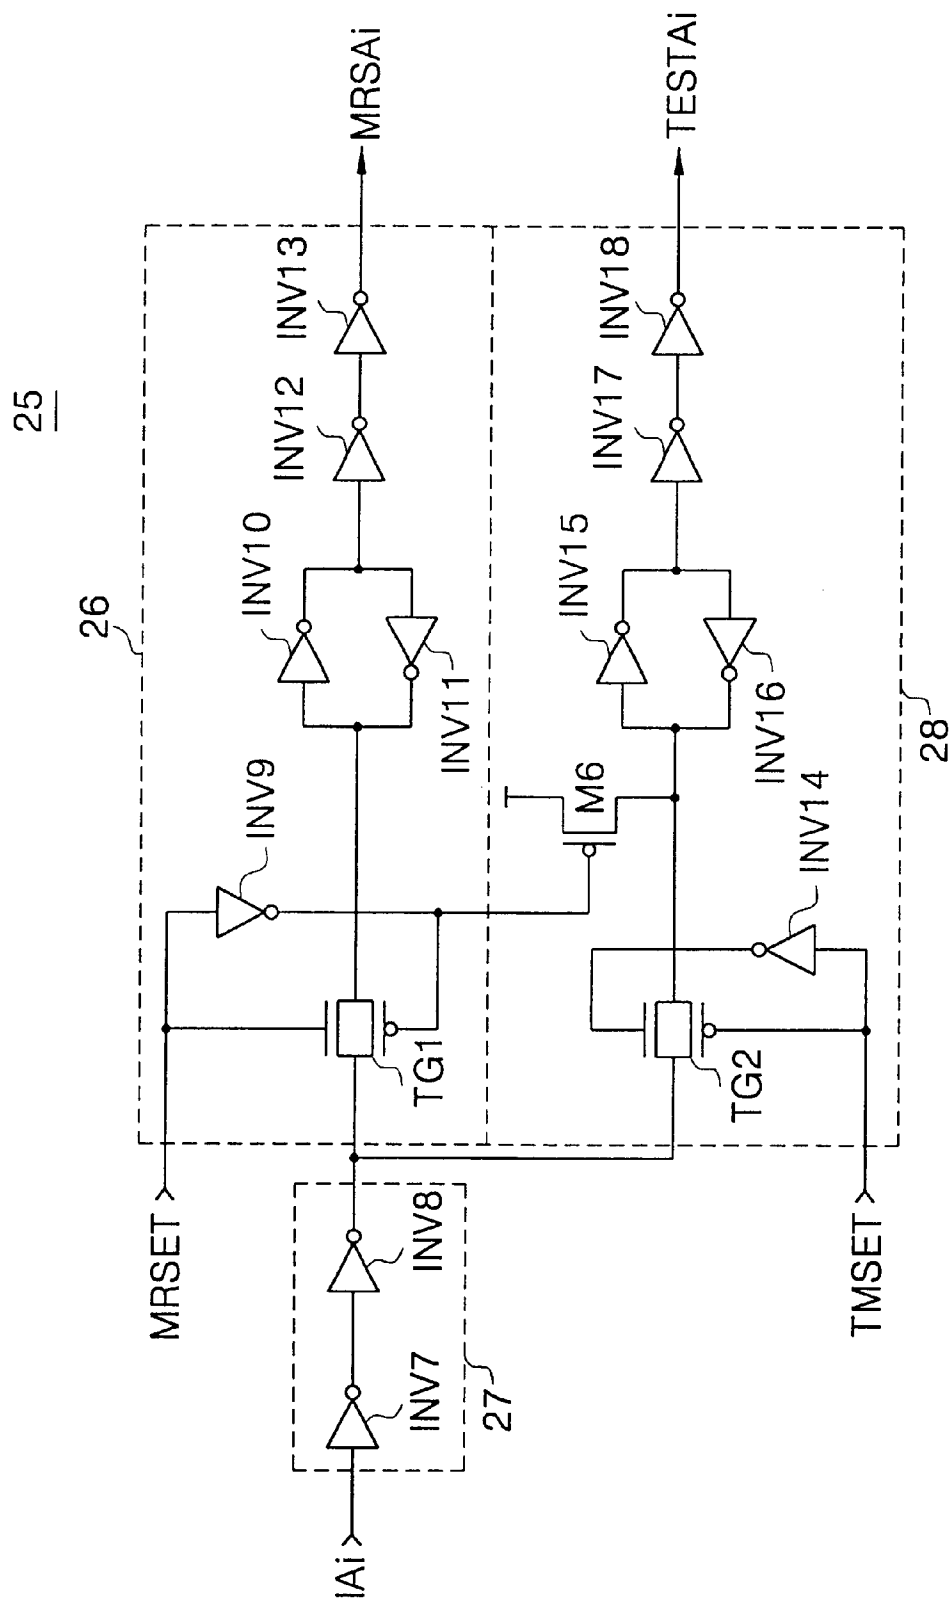 25
26
MRSET
INV9
INV10
INV12
INV13
MRSAi
TG1
INV11
IAi
INV7
INV8
27
M6
INV15
INV17
INV18
TESTAi
TG2
INV16
INV14
TMSET
28